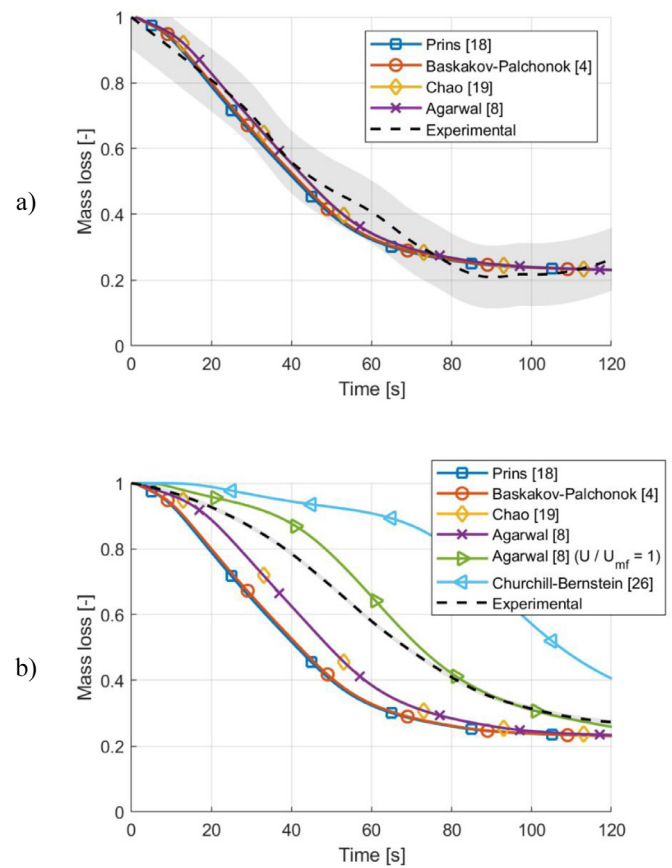 a)
Mass loss [-]
1
0.8
0.6
0.4
0.2
0
0 20 40 60 80 100 120
Time [s]
Prins [18]
Baskakov-Palchonok [4]
Chao [19]
Agarwal [8]
Experimental
b)
Mass loss [-]
1
0.8
0.6
0.4
0.2
0
0 20 40 60 80 100 120
Time [s]
Prins [18]
Baskakov-Palchonok [4]
Chao [19]
Agarwal [8]
Agarwal [8] (U / U_mf = 1)
Churchill-Bernstein [26]
Experimental